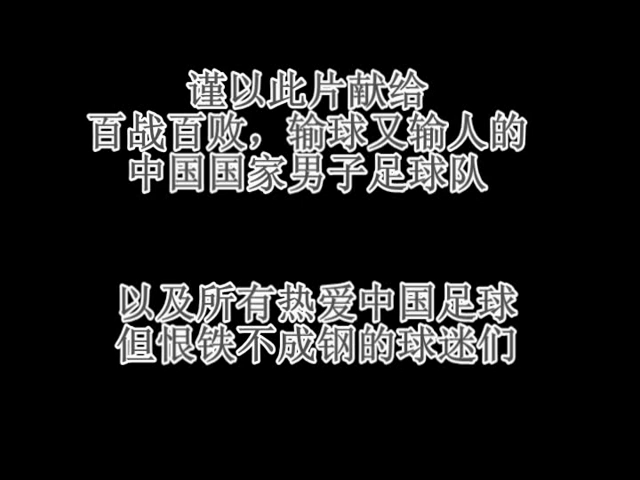 谨以此片献给
百战百败，输球又输人的
中国国家男子足球队
以及所有热爱中国足球
但恨铁不成钢的球迷们